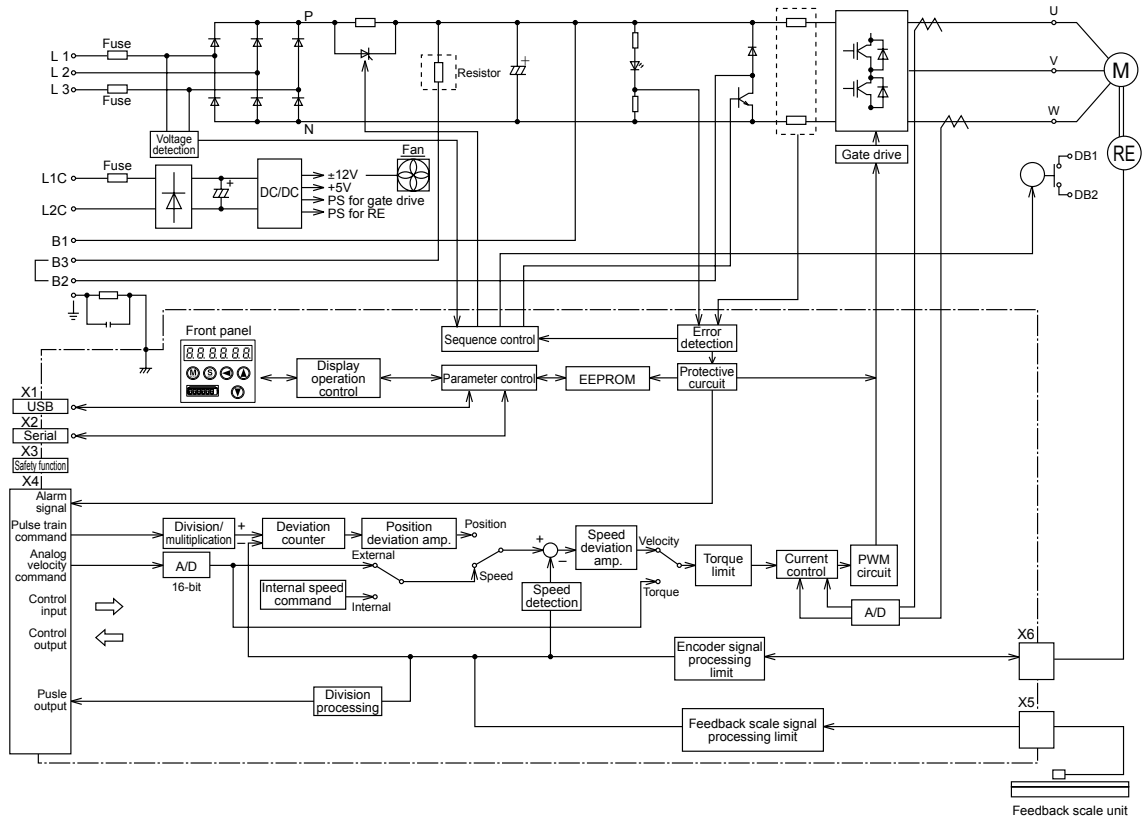 P
U
Fuse
L 1
L 2
L 3
Fuse
Resistor
+
V
M
N
W
Voltage
detection
Fan
Gate drive
RE
DB1
DB2
Fuse
L1C
L2C
+
DC/DC
±12V
+5V
PS for gate drive
PS for RE
B1
B3
B2
Front panel
8.8.8.8.8.8.
M
S
Sequence control
Error
detection
Display
operation
control
Parameter control
EEPROM
Protective
curcuit
X1
USB
X2
Serial
X3
Safety function
X4
Alarm
signal
Pulse train
command
Analog
velocity
command
Control
input
Control
output
Pusle
output
Division/
mulitiplication
+
−
Deviation
counter
Position
deviation amp.
Position
A/D
16-bit
External
Internal speed
command
Internal
Speed
+
−
Speed
deviation
amp.
Speed
detection
Velocity
Torque
Torque
limit
Current
control
PWM
circuit
A/D
Encoder signal
processing
limit
X6
Division
processing
Feedback scale signal
processing limit
X5
Feedback scale unit